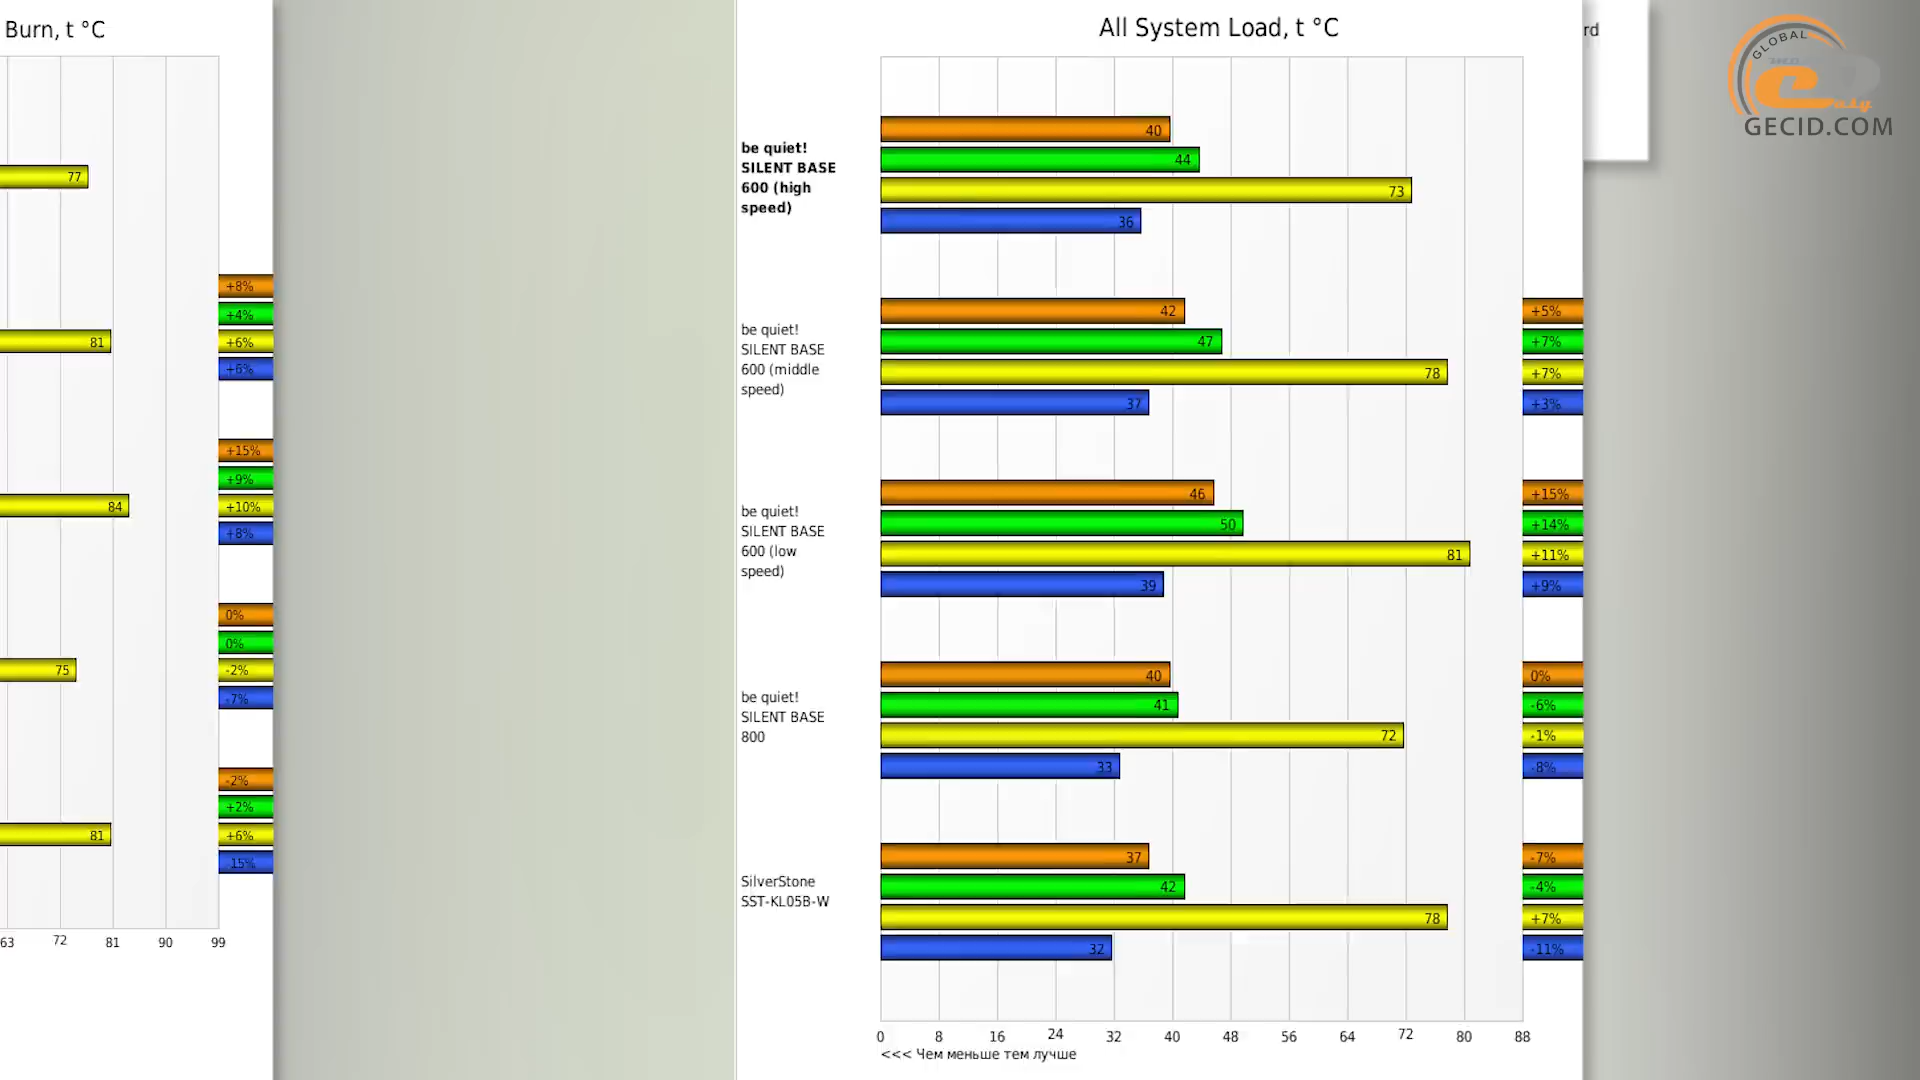 Burn, t °C
77
+8%
+4%
81
+6%
+6%
+15%
+9%
84
+10%
+8%
0%
0%
75
-2%
-7%
-2%
+2%
81
+6%
15%
63 72 81 90 99
All System Load, t °C
be quiet!
SILENT BASE
600 (high
speed)
40
44
73
36
be quiet!
SILENT BASE
600 (middle
speed)
42 +5%
47 +7%
78 +7%
37 +3%
be quiet!
SILENT BASE
600 (low
speed)
46 +15%
50 +14%
81 +11%
39 +9%
be quiet!
SILENT BASE
800
40 0%
41 -6%
72 -1%
33 -8%
SilverStone
SST-KL05B-W
37 -7%
42 -4%
78 +7%
32 -11%
0 8 16 24 32 40 48 56 64 72 80 88
<<< Чем меньше тем лучше
rd
GLOBAL
GECID.COM